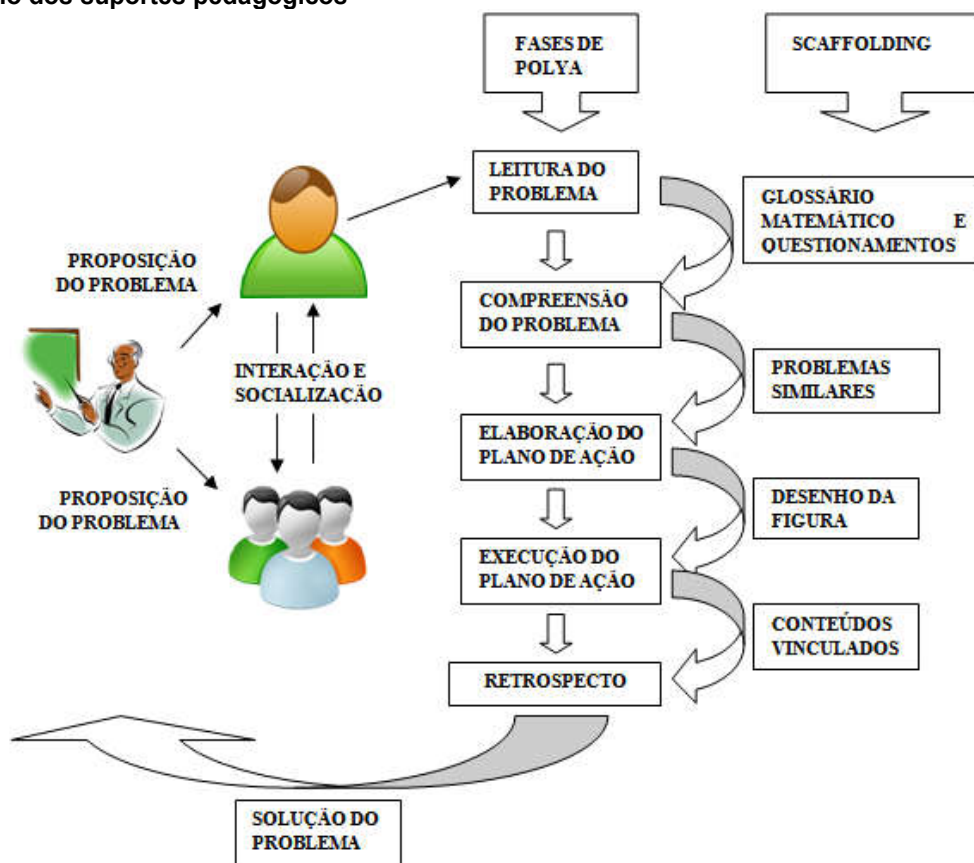 dos suportes pedagógicos
FASES DE
POLYA
SCAFFOLDING
LEITURA DO
PROBLEMA
GLOSSÁRIO
MATEMÁTICO E
QUESTIONAMENTOS
PROPOSIÇÃO
DO PROBLEMA
COMPREENSÃO
DO PROBLEMA
INTERAÇÃO E
SOCIALIZAÇÃO
PROBLEMAS
SIMILARES
ELABORAÇÃO DO
PLANO DE AÇÃO
PROPOSIÇÃO
DO PROBLEMA
DESENHO DA
FIGURA
EXECUÇÃO DO
PLANO DE AÇÃO
CONTEÚDOS
VINCULADOS
RETROSPECTO
SOLUÇÃO DO
PROBLEMA